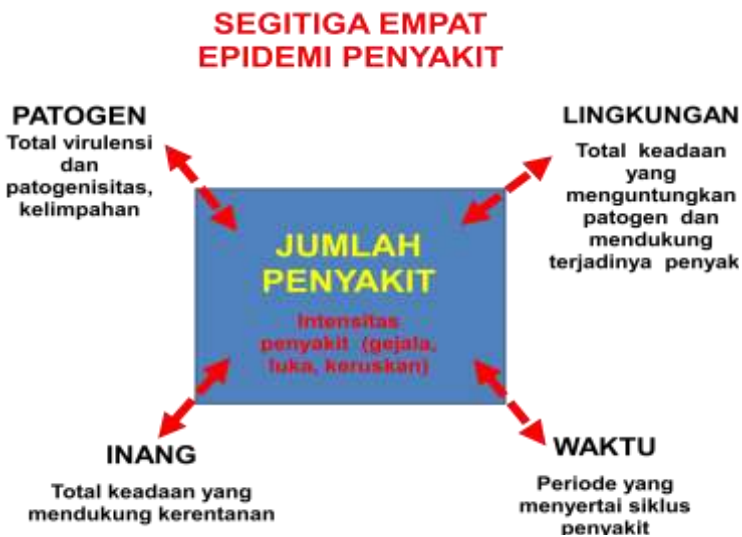 SEGITIGA EMPAT
EPIDEMI PENYAKIT
PATOGEN
Total virulensi
dan
patogenisitas,
kelimpahan
LINGKUNGAN
Total keadaan
yang
menguntungkan
patogen dan
mendukung
terjadinya penyak
JUMLAH
PENYAKIT
Intensitas
penyakit (gejala,
luka, keruskan)
INANG
Total keadaan yang
mendukung kerentanan
WAKTU
Periode yang
menyertai siklus
penyakit